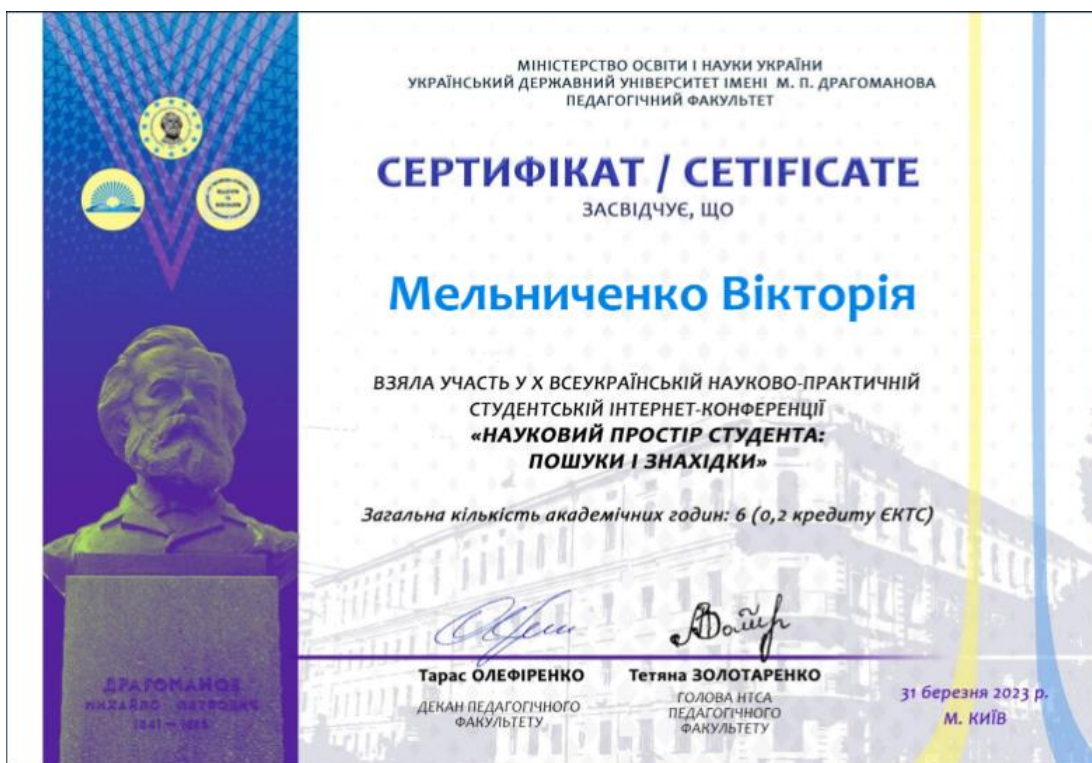 МІНІСТЕРСТВО ОСВІТИ І НАУКИ УКРАЇНИ
УКРАЇНСЬКИЙ ДЕРЖАВНИЙ УНІВЕРСИТЕТ ІМЕНІ М. П. ДРАГОМАНОВА
ПЕДАГОГІЧНИЙ ФАКУЛЬТЕТ
СЕРТИФІКАТ / CETIFICATE
ЗАСВІДЧУЄ, ЩО
Мельниченко Вікторія
ВЗЯЛА УЧАСТЬ У X ВСЕУКРАЇНСЬКІЙ НАУКОВО-ПРАКТИЧНІЙ
СТУДЕНТСЬКІЙ ІНТЕРНЕТ-КОНФЕРЕНЦІЇ
«НАУКОВИЙ ПРОСТІР СТУДЕНТА:
ПОШУКИ І ЗНАХІДКИ»
Загальна кількість академічних годин: 6 (0,2 кредиту ЄКТС)
Тарас ОЛЕФІРЕНКО
ДЕКАН ПЕДАГОГІЧНОГО
ФАКУЛЬТЕТУ
Тетяна ЗОЛОТАРЕНКО
ГОЛОВА НТСА
ПЕДАГОГІЧНОГО
ФАКУЛЬТЕТУ
31 березня 2023 р.
М. КИЇВ
ДРАГОМАНОВ
МИХАЙЛО ПЕТРОВИЧ